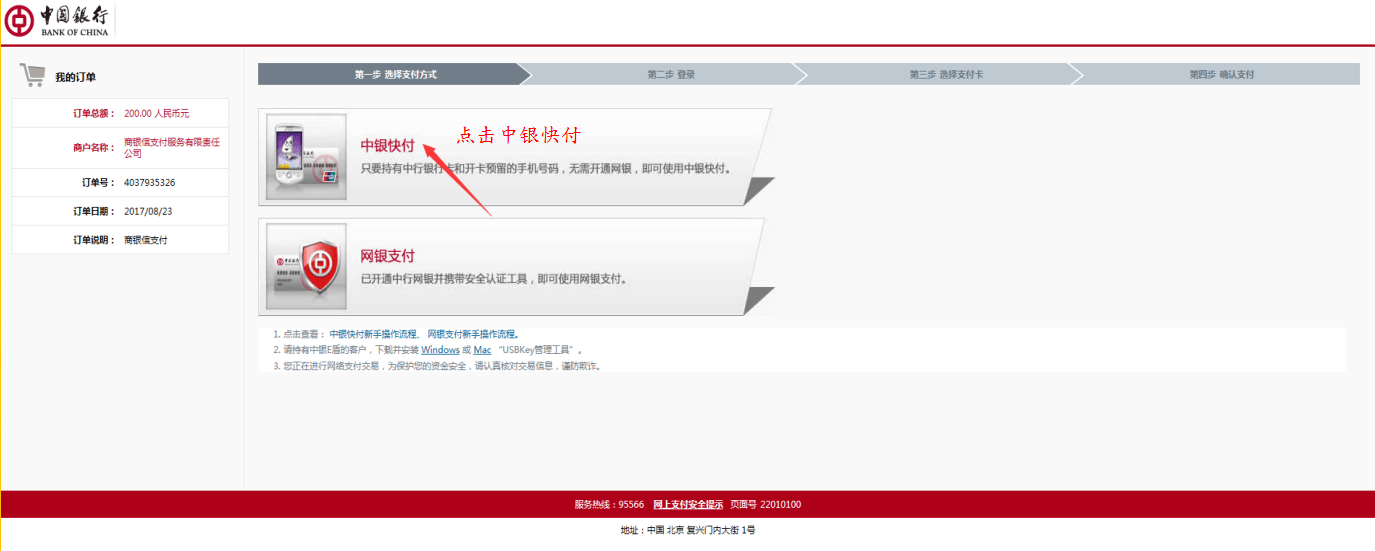 中国银行
BANK OF CHINA
我的订单
第一步 选择支付方式
第二步 登录
第三步 选择支付卡
第四步 确认支付
订单总额： 200.00 人民币元
商户名称： 商银信支付服务有限责任
公司
订单号： 4037935326
订单日期： 2017/08/23
订单说明： 商银信支付
中银快付
点击中银快付
只要持有中行银行卡和开卡预留的手机号码，无需开通网银，即可使用中银快付。
网银支付
已开通中行网银并携带安全认证工具，即可使用网银支付。
1. 点击查看： 中银快付新手操作流程、 网银支付新手操作流程。
2. 请持有中银E盾的客户，下载并安装 Windows 或 Mac “USBKey管理工具”。
3. 您正在进行网络支付交易，为保护您的资金安全，请认真核对交易信息，谨防欺诈。
服务热线：95566 网上支付安全提示 页面号 22010100
地址：中国 北京 复兴门内大街 1号